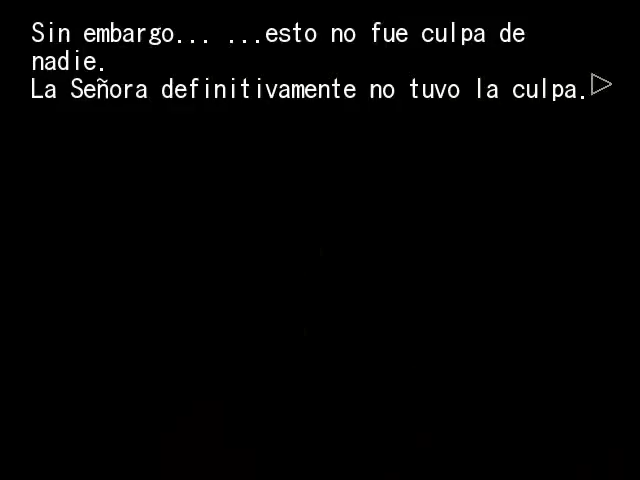 Sin embargo... ...esto no fue culpa de
nadie.
La Señora definitivamente no tuvo la culpa.